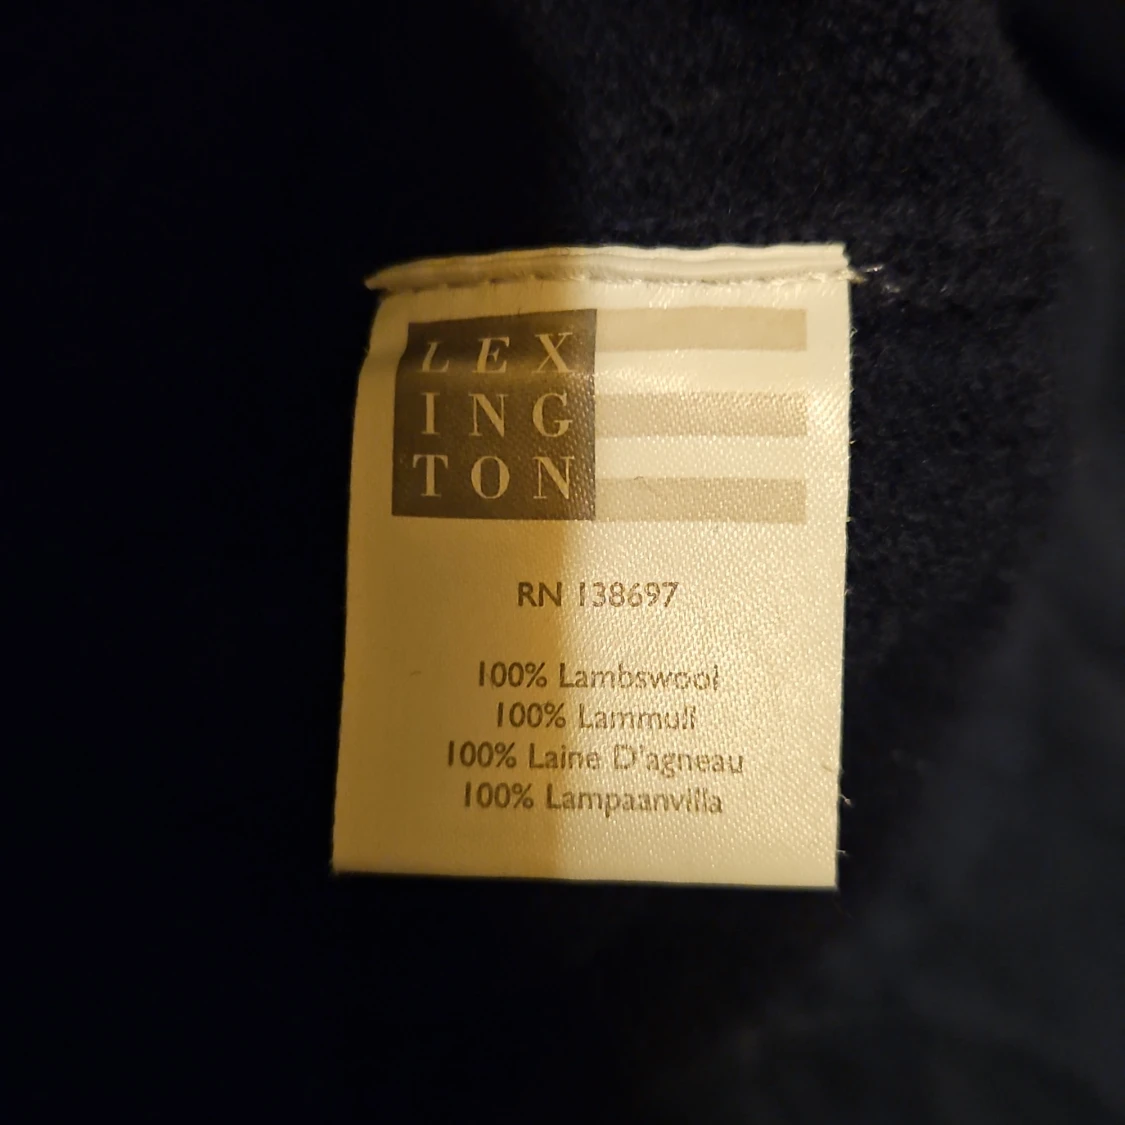 LEX
ING
TON
RN 138697
100% Lambswool
100% Lammull
100% Laine D'agneau
100% Lampaanvilla